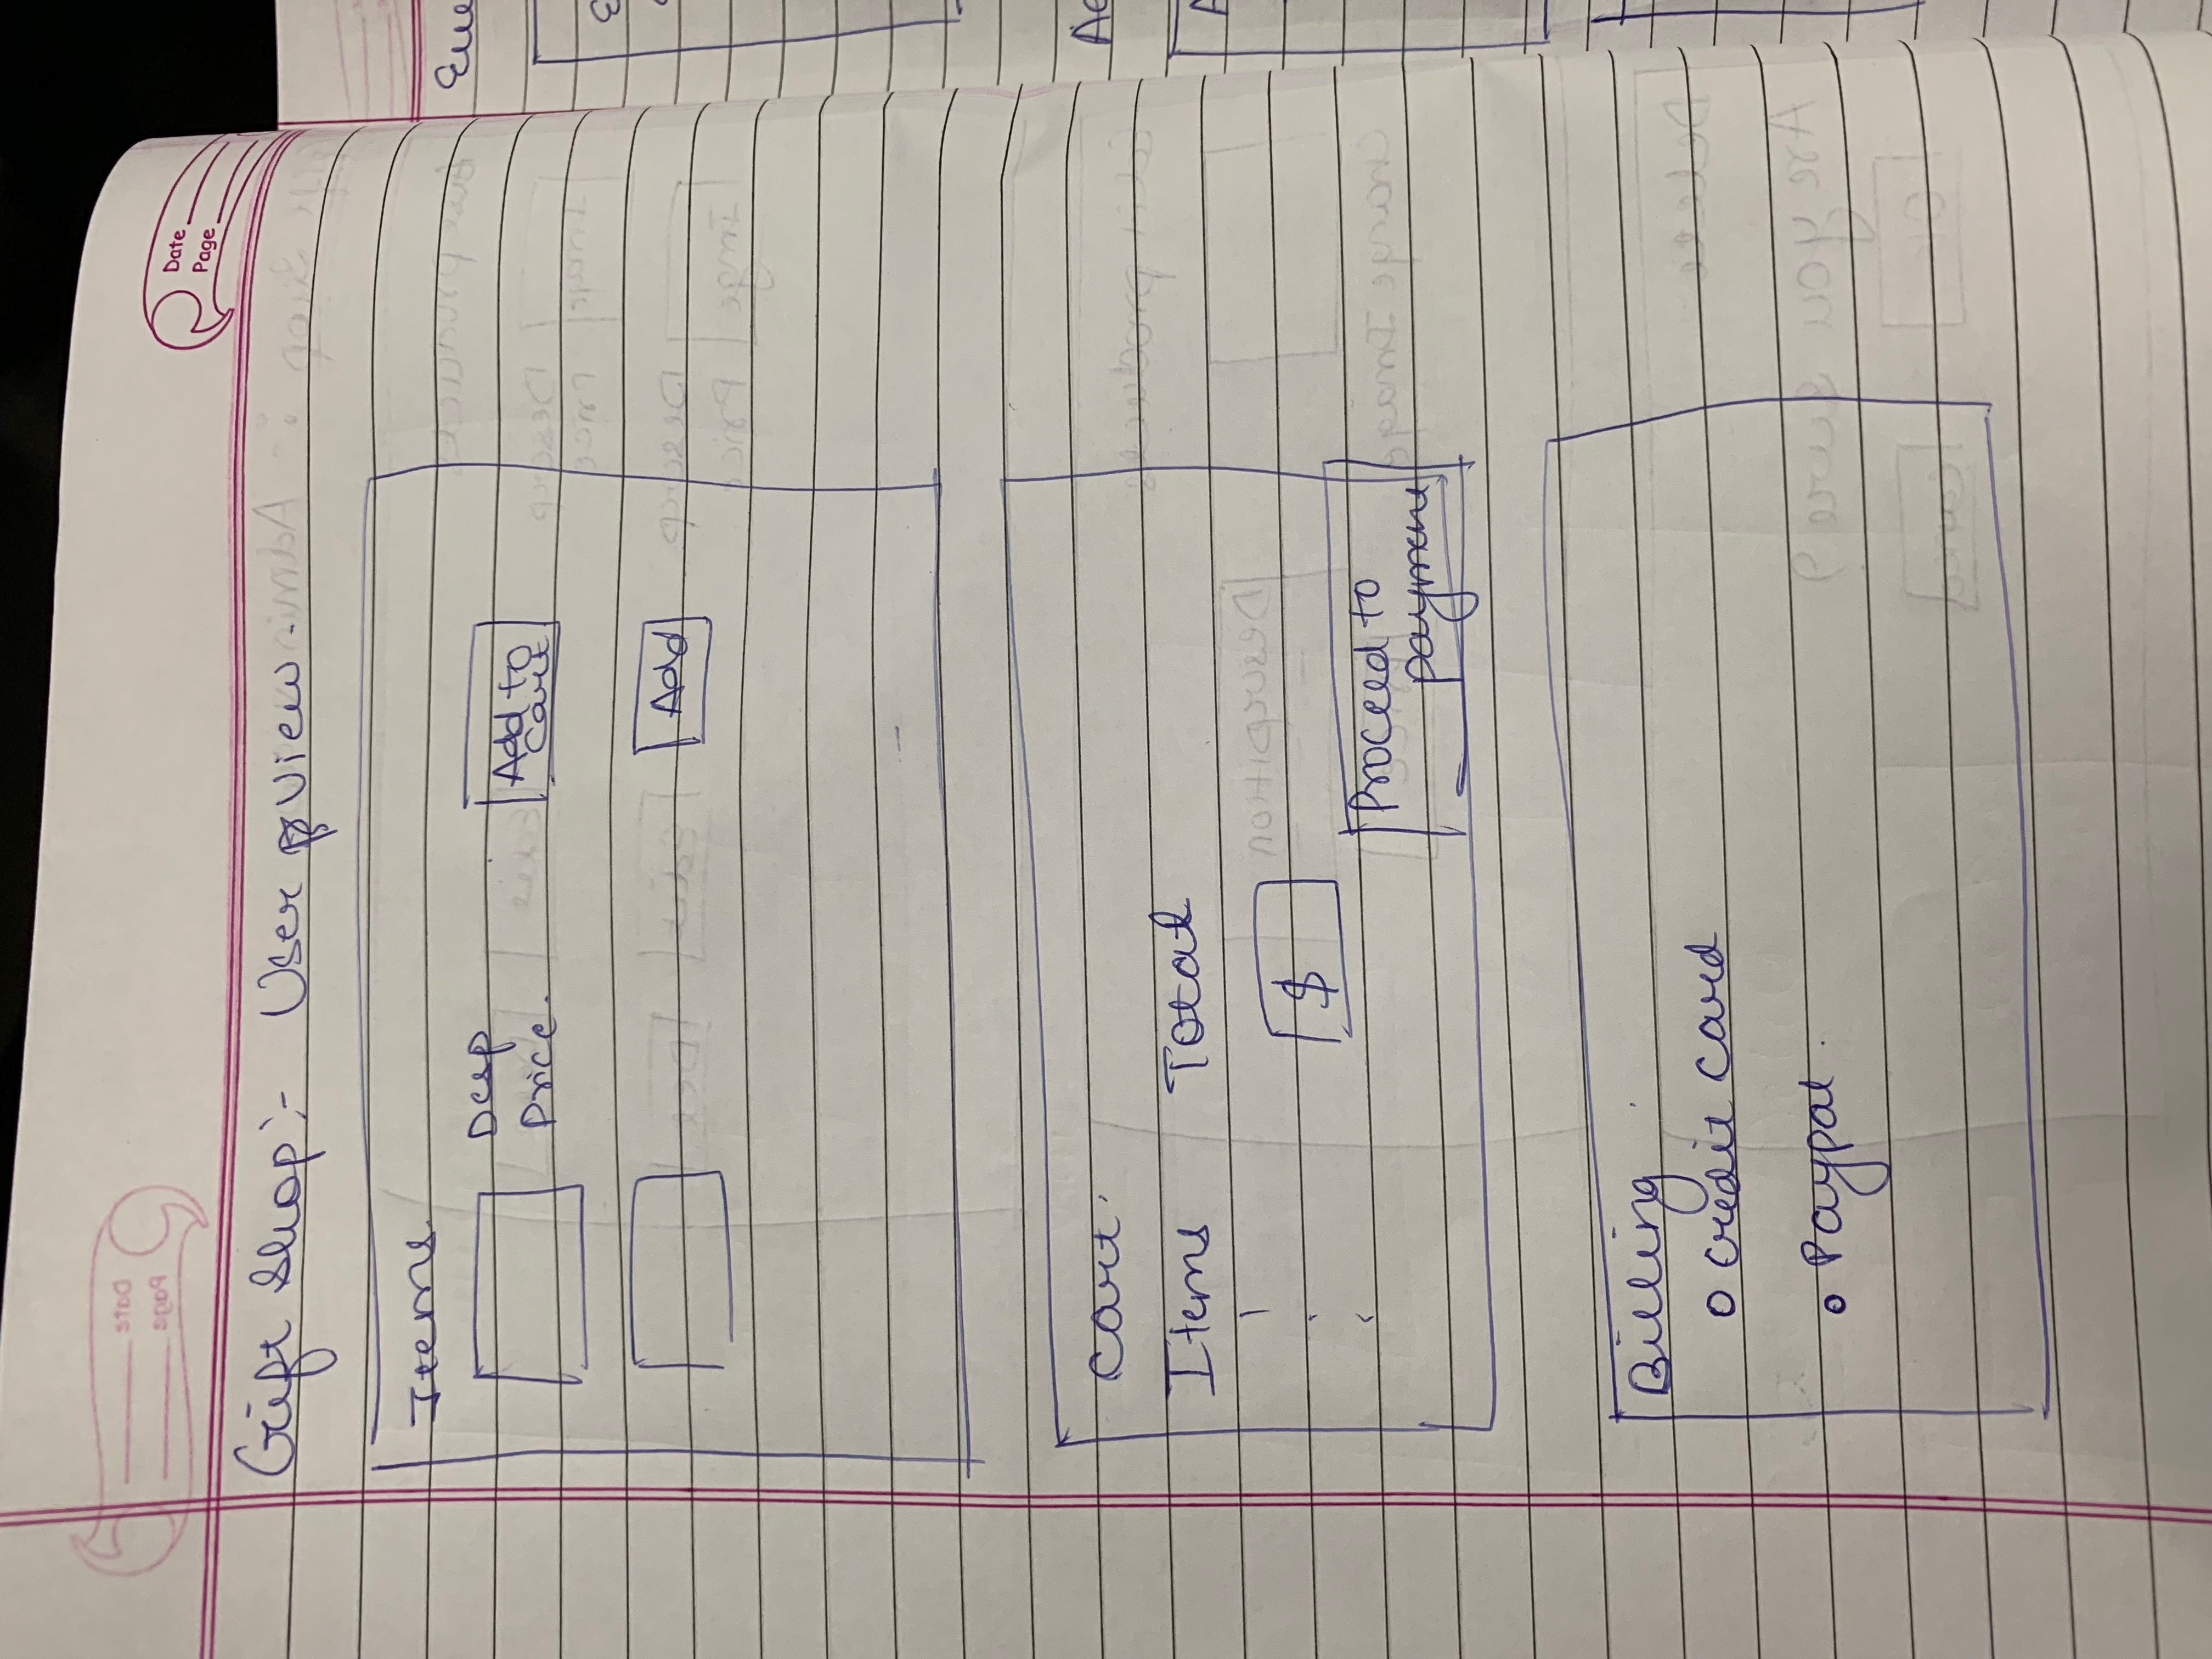 Date
Page
Gift Shop:- User view
Items
Desp
Price.
Add to
Cart
Add
Cart.
Items Total
$
Proceed to
payment
Billing
o credit card
o Paypal.